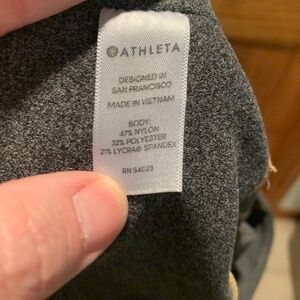 ATHLETA
DESIGNED IN
SAN FRANCISCO
MADE IN VIETNAM
BODY:
47% NYLON
32% POLYESTER
21% LYCRA® SPANDEX
RN 54023